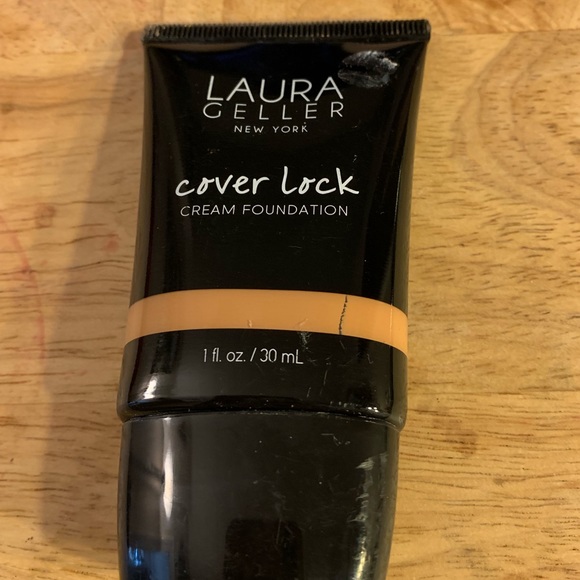 LAURA
GELLER
NEW YORK
cover lock
CREAM FOUNDATION
1 fl. oz. / 30 mL